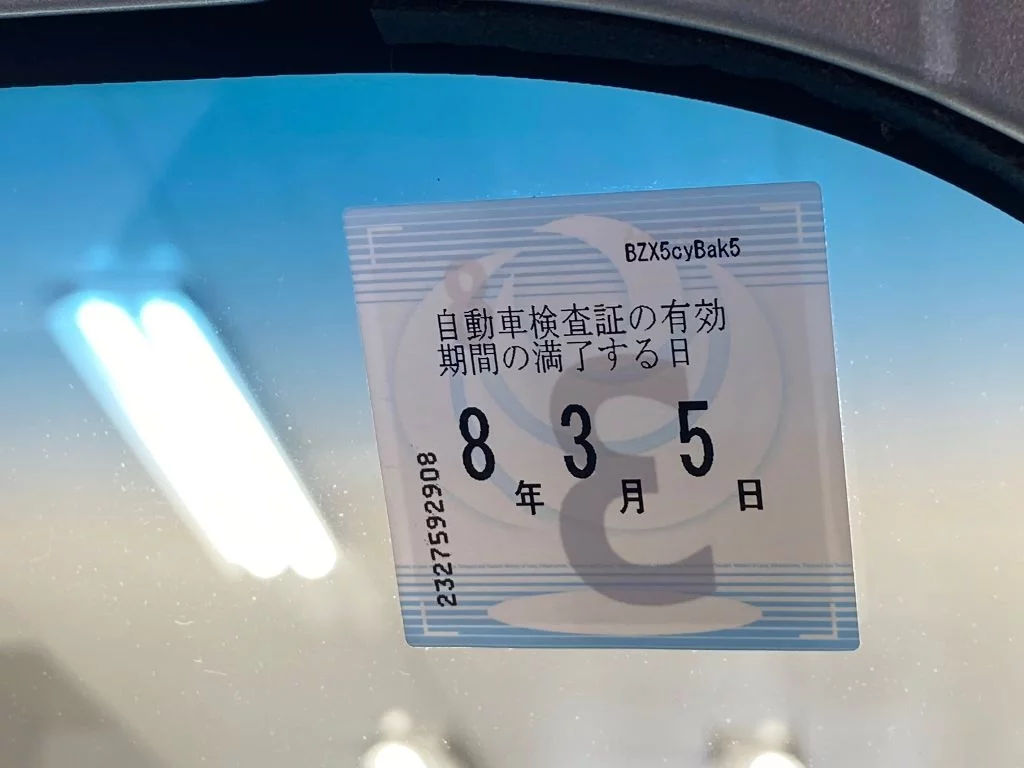 BZX5cyBak5
自動車検査証の有効
期間の満了する日
8年3月5日
2327592908
3